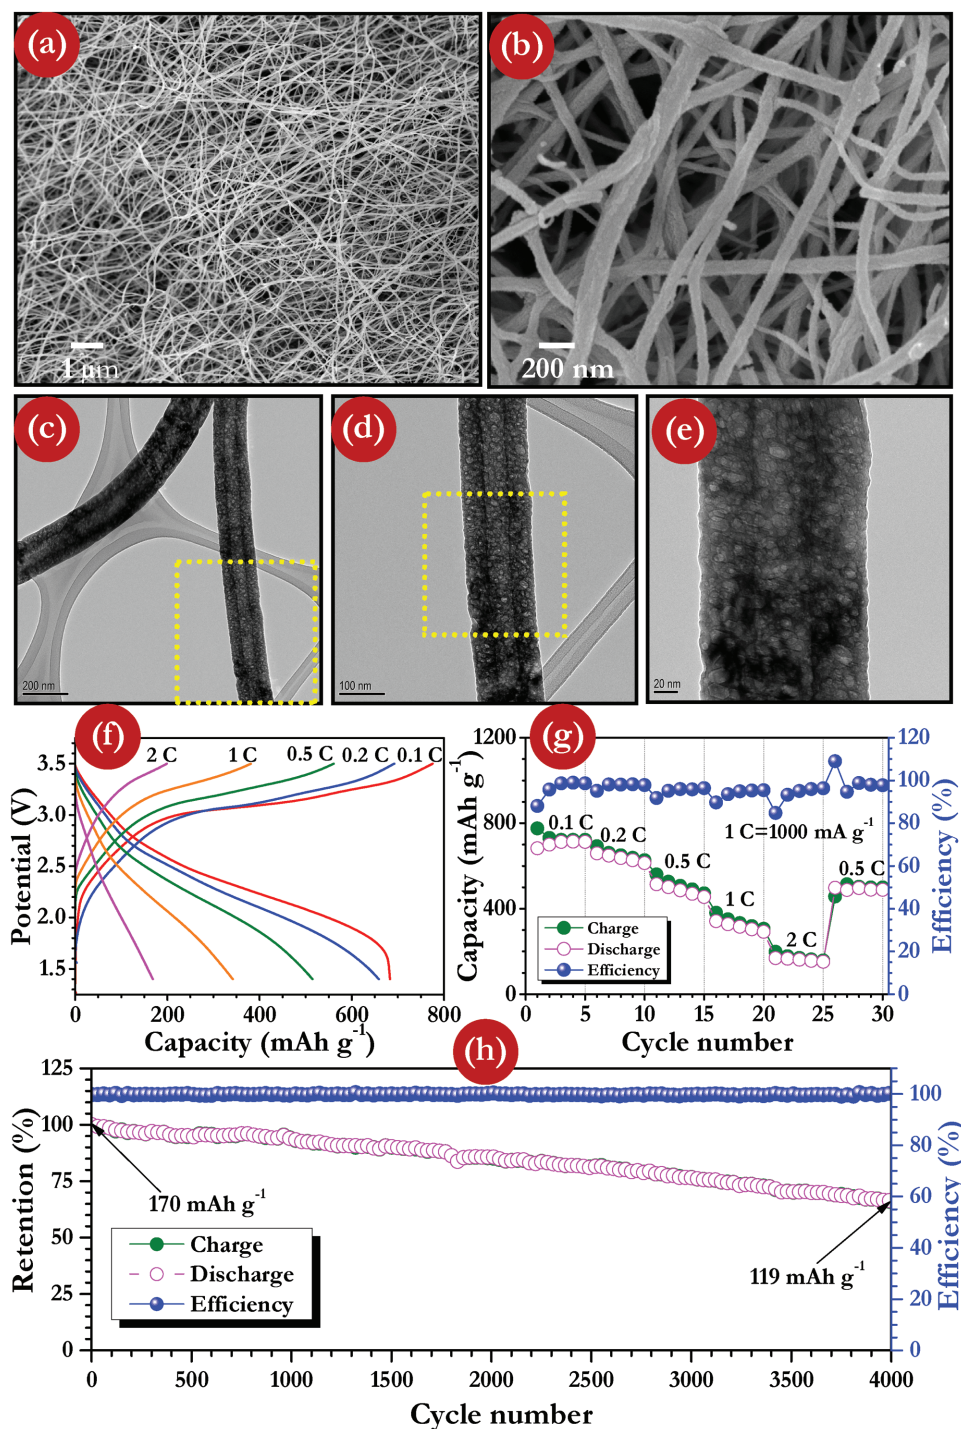 (a)
(b)
1 µm
200 nm
(c)
(d)
(e)
200 nm
100 nm
20 nm
(f)
(g)
2 C
1 C
0.5 C
0.2 C
0.1 C
3.5
3.0
2.5
2.0
1.5
Potential (V)
0
200
400
600
800
Capacity (mAh g⁻¹)
1200
800
400
0
Capacity (mAh g⁻¹)
120
100
80
60
40
20
0
Efficiency (%)
0.1 C
0.2 C
0.5 C
1 C
2 C
0.5 C
1 C=1000 mA g⁻¹
Charge
Discharge
Efficiency
0
5
10
15
20
25
30
Cycle number
(h)
125
100
75
50
25
0
Retention (%)
100
80
60
40
20
0
Efficiency (%)
170 mAh g⁻¹
119 mAh g⁻¹
Charge
Discharge
Efficiency
0
500
1000
1500
2000
2500
3000
3500
4000
Cycle number